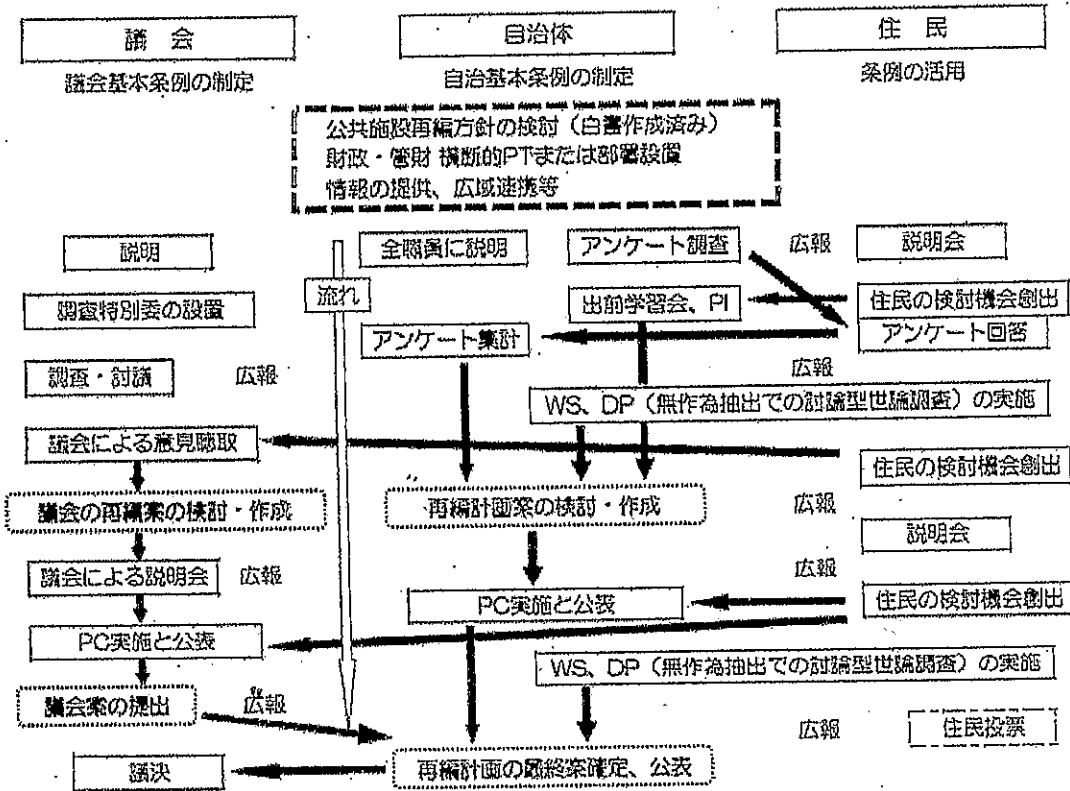 議会
自治体
住民
議会基本条例の制定
自治基本条例の制定
条例の活用
公共施設再編方針の検討（白書作成済み）
財政・管財 横断的PTまたは部署設置
情報の提供、広域連携等
説明
全職員に説明
アンケート調査
広報
説明会
流れ
調査特別委の設置
出前学習会、PI
住民の検討機会創出
アンケート集計
アンケート回答
調査・討議
広報
広報
WS、DP（無作為抽出での討論型世論調査）の実施
議会による意見聴取
住民の検討機会創出
議会の再編案の検討・作成
再編計画案の検討・作成
広報
説明会
議会による説明会
広報
広報
PC実施と公表
住民の検討機会創出
PC実施と公表
WS、DP（無作為抽出での討論型世論調査）の実施
議会案の提出
広報
広報
住民投票
議決
再編計画の最終案確定、公表